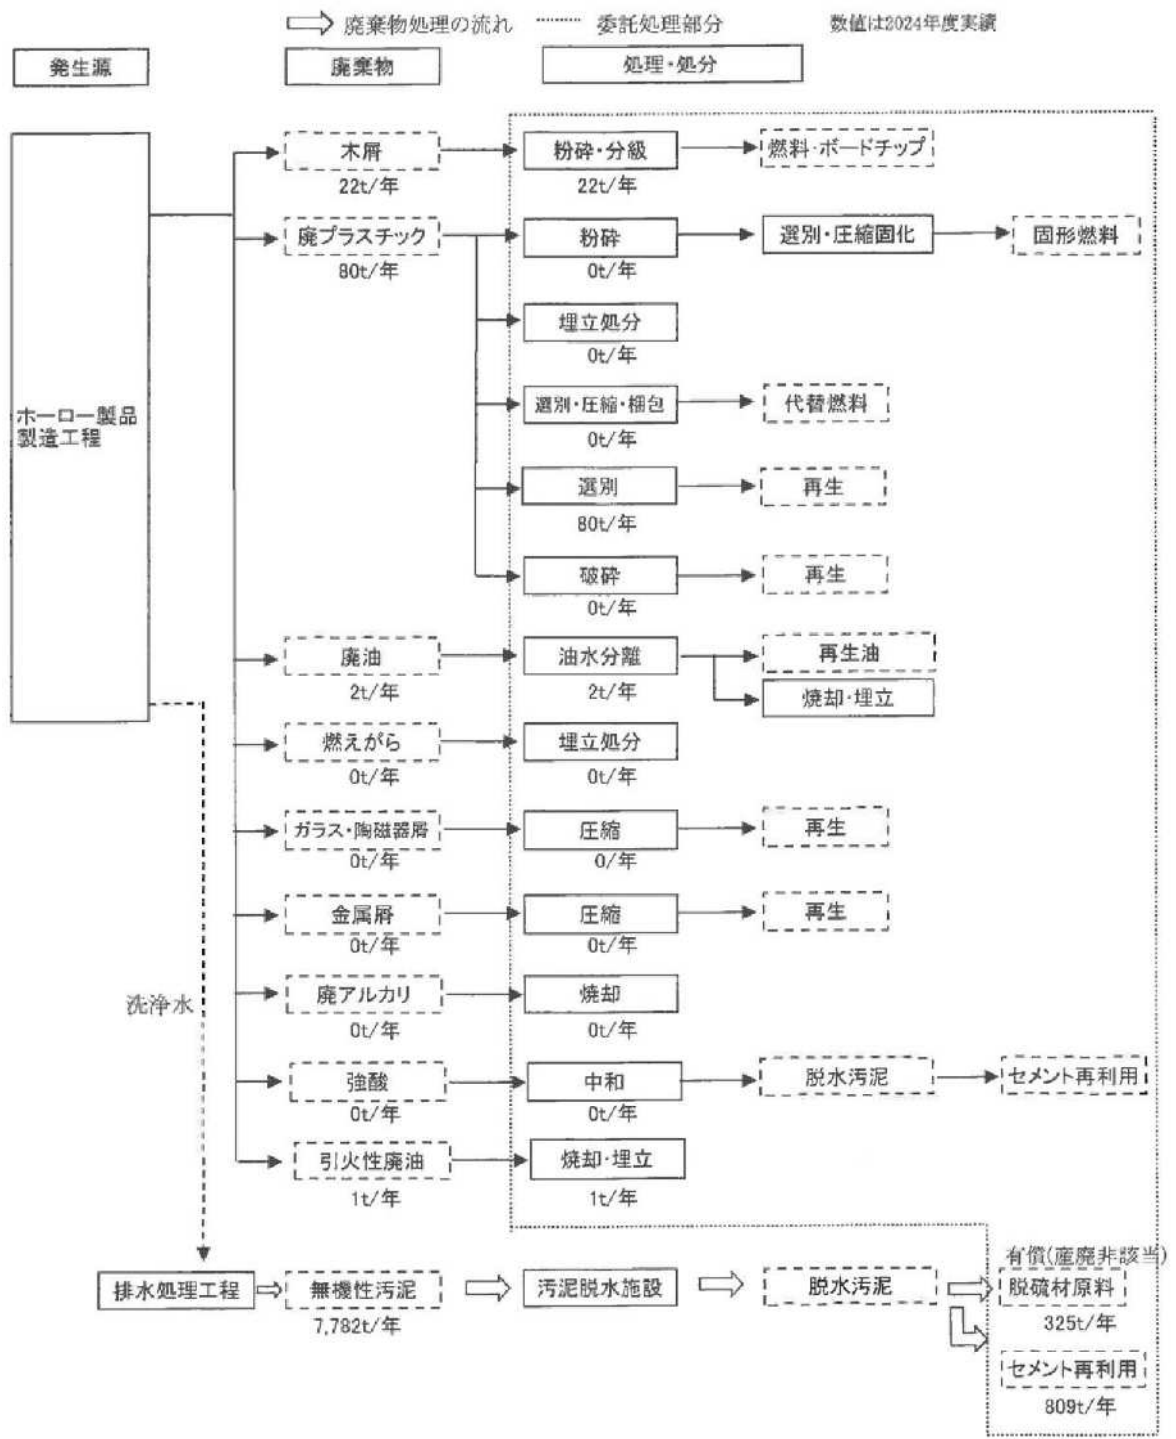 廃棄物処理の流れ 委託処理部分 数値は2024年度実績
発生源 廃棄物 処理・処分
木屑 粉砕・分級 燃料・ボードチップ
22t/年 22t/年
廃プラスチック 粉砕 選別・圧縮固化 固形燃料
80t/年 0t/年
埋立処分
0t/年
ホーロー製品
製造工程
選別・圧縮・梱包 代替燃料
0t/年
選別 再生
80t/年
破砕 再生
0t/年
廃油 油水分離 再生油
2t/年 2t/年
焼却・埋立
燃えがら 埋立処分
0t/年 0t/年
ガラス・陶磁器屑 圧縮 再生
0t/年 0/年
金属屑 圧縮 再生
0t/年 0t/年
廃アルカリ 焼却
洗浄水
0t/年 0t/年
強酸 中和 脱水汚泥 セメント再利用
0t/年 0t/年
引火性廃油 焼却・埋立
1t/年 1t/年
有償(産廃非該当)
排水処理工程 無機性汚泥 汚泥脱水施設 脱水汚泥 脱硫材原料
7,782t/年 325t/年
セメント再利用
809t/年